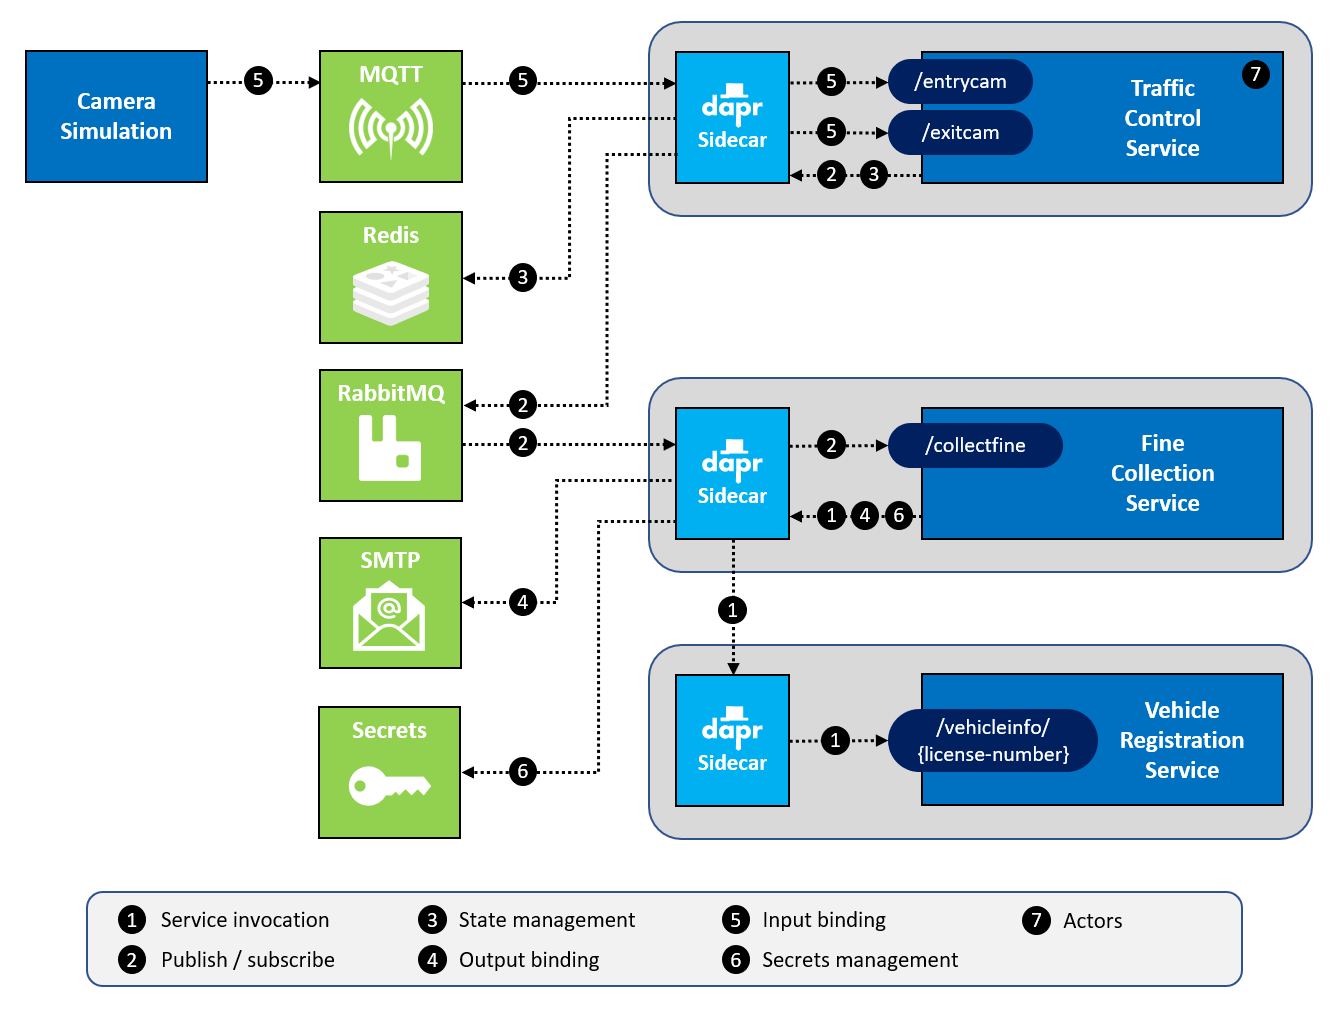 Camera
Simulation
5
MQTT
5
dapr
Sidecar
5
/entrycam
5
/exitcam
2 3
Traffic
Control
Service
7
Redis
3
RabbitMQ
2
2
dapr
Sidecar
2
/collectfine
1 4 6
Fine
Collection
Service
SMTP
@
4
1
Secrets
6
dapr
Sidecar
1
/vehicleinfo/
{license-number}
Vehicle
Registration
Service
1 Service invocation
2 Publish / subscribe
3 State management
4 Output binding
5 Input binding
6 Secrets management
7 Actors